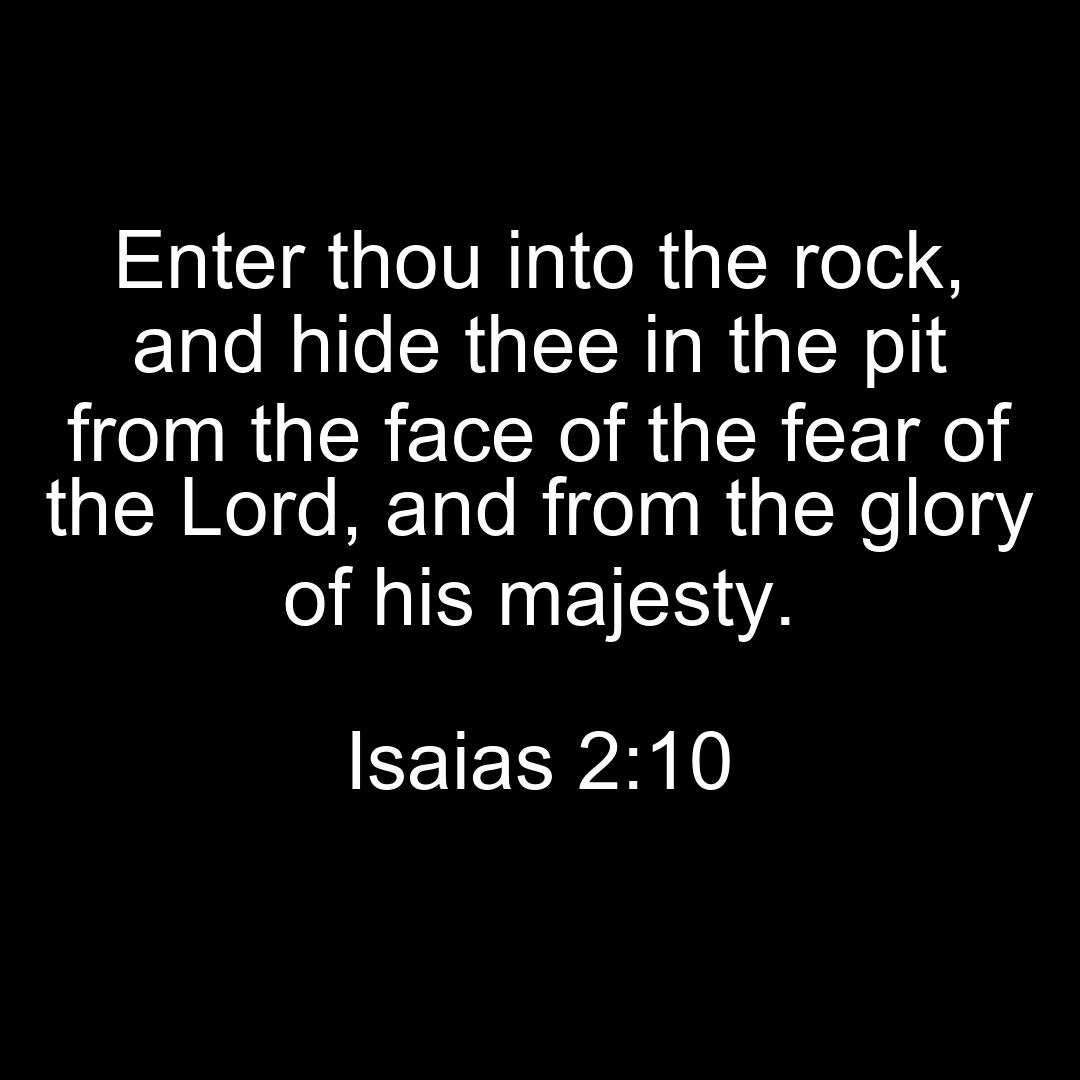 Enter thou into the rock,
and hide thee in the pit
from the face of the fear of
the Lord, and from the glory
of his majesty.
Isaias 2:10